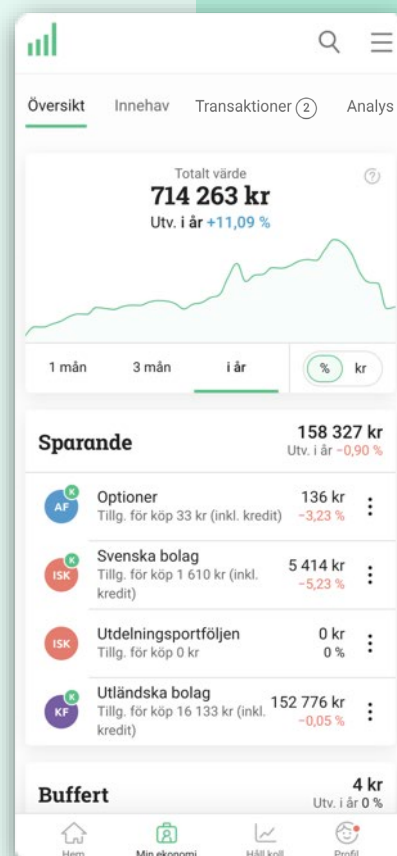 Översikt Innehav Transaktioner 2 Analys
Totalt värde
714 263 kr
Utv. i år +11,09 %
1 mån 3 mån i år % kr
Sparande 158 327 kr
Utv. i år −0,90 %
AF K Optioner 136 kr
Tillg. för köp 33 kr (inkl. kredit) −3,23 %
ISK K Svenska bolag 5 414 kr
Tillg. för köp 1 610 kr (inkl. −5,23 %
kredit)
ISK Utdelningsportföljen 0 kr
Tillg. för köp 0 kr 0 %
KF K Utländska bolag 152 776 kr
Tillg. för köp 16 133 kr (inkl. −0,05 %
kredit)
Buffert 4 kr
Utv. i år 0 %
Hem Min ekonomi Håll koll Profil